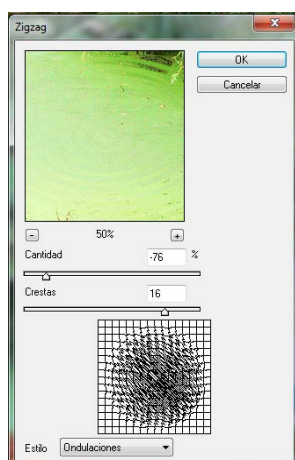 Zigzag
OK
Cancelar
50%
Cantidad -76 %
Crestas 16
Estilo Ondulaciones